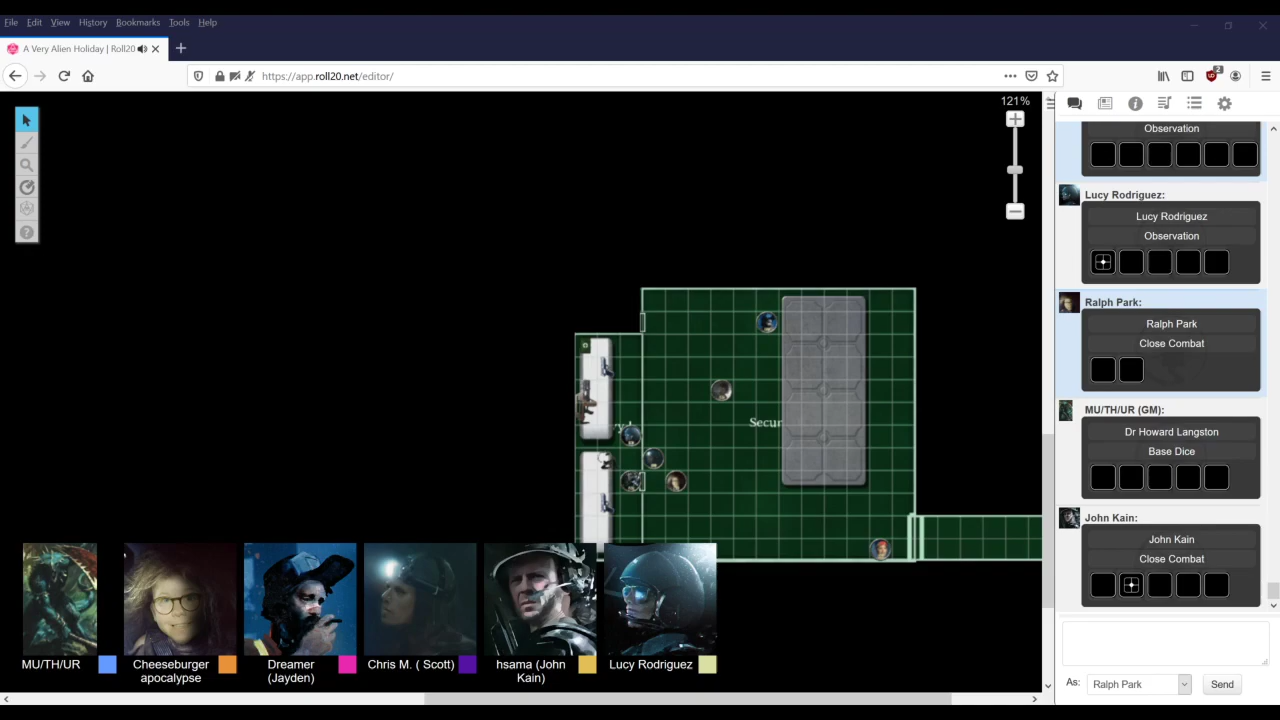 File Edit View History Bookmarks Tools Help
A Very Alien Holiday | Roll20
https://app.roll20.net/editor/
2
121%
Observation
Lucy Rodriguez:
Lucy Rodriguez
Observation
Ralph Park:
Ralph Park
Close Combat
MU/TH/UR (GM):
Dr Howard Langston
Base Dice
John Kain:
John Kain
Close Combat
Secur
MU/TH/UR
Cheeseburger apocalypse
Dreamer (Jayden)
Chris M. ( Scott)
hsama (John Kain)
Lucy Rodriguez
As: Ralph Park Send